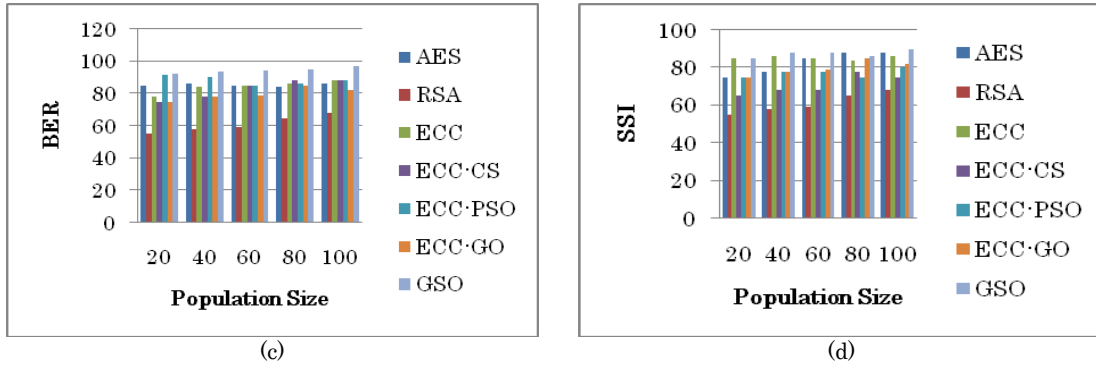 120
100
80
60
40
20
0
BER
20 40 60 80 100
Population Size
AES
RSA
ECC
ECC·CS
ECC·PSO
ECC·GO
GSO
(c)
100
80
60
40
20
0
SSI
20 40 60 80 100
Population Size
AES
RSA
ECC
ECC·CS
ECC·PSO
ECC·GO
GSO
(d)